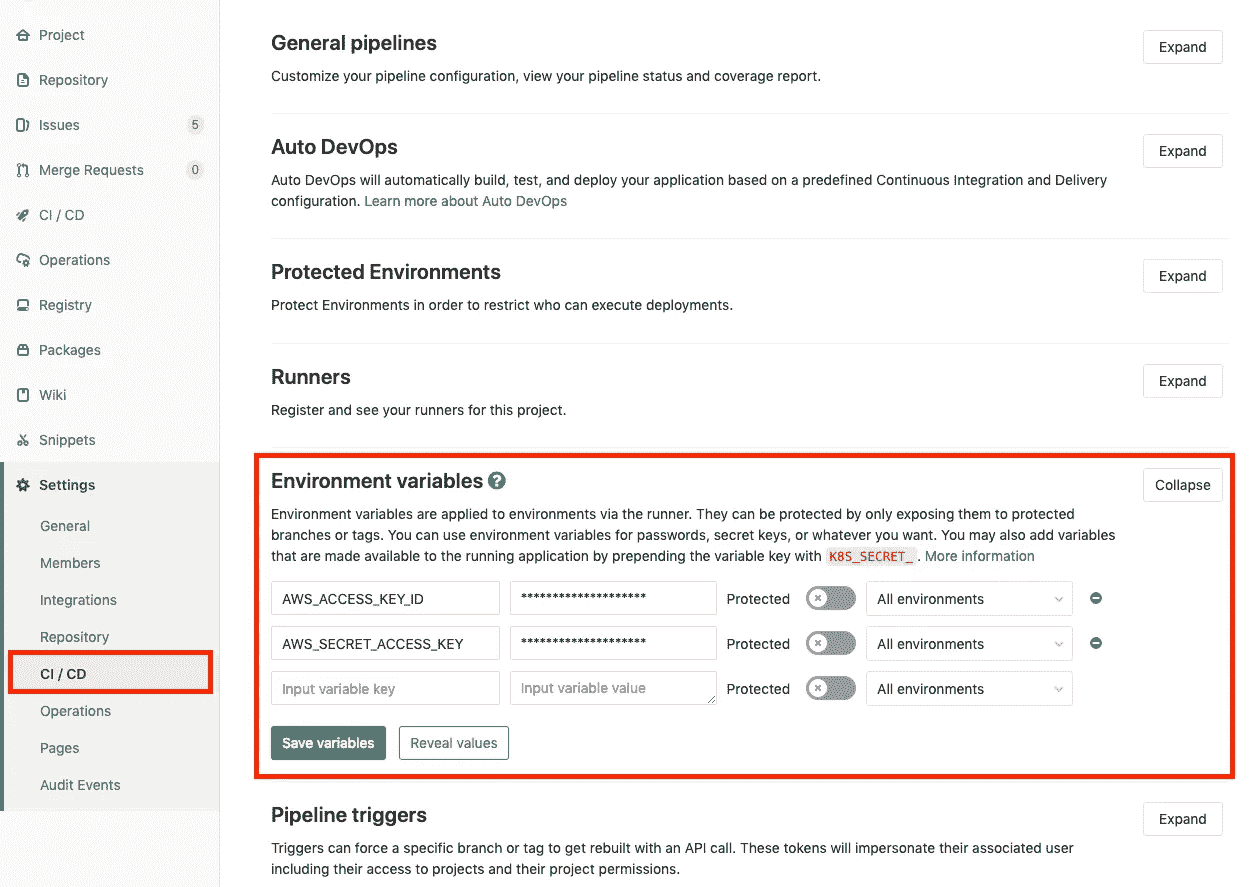 Project
Repository
Issues 5
Merge Requests 0
CI / CD
Operations
Registry
Packages
Wiki
Snippets
Settings
General
Members
Integrations
Repository
CI / CD
Operations
Pages
Audit Events
General pipelines
Expand
Customize your pipeline configuration, view your pipeline status and coverage report.
Auto DevOps
Expand
Auto DevOps will automatically build, test, and deploy your application based on a predefined Continuous Integration and Delivery
configuration. Learn more about Auto DevOps
Protected Environments
Expand
Protect Environments in order to restrict who can execute deployments.
Runners
Expand
Register and see your runners for this project.
Environment variables ?
Collapse
Environment variables are applied to environments via the runner. They can be protected by only exposing them to protected
branches or tags. You can use environment variables for passwords, secret keys, or whatever you want. You may also add variables
that are made available to the running application by prepending the variable key with K8S_SECRET_ . More information
AWS_ACCESS_KEY_ID ******************** Protected All environments
AWS_SECRET_ACCESS_KEY ******************** Protected All environments
Input variable key Input variable value Protected All environments
Save variables Reveal values
Pipeline triggers
Expand
Triggers can force a specific branch or tag to get rebuilt with an API call. These tokens will impersonate their associated user
including their access to projects and their project permissions.